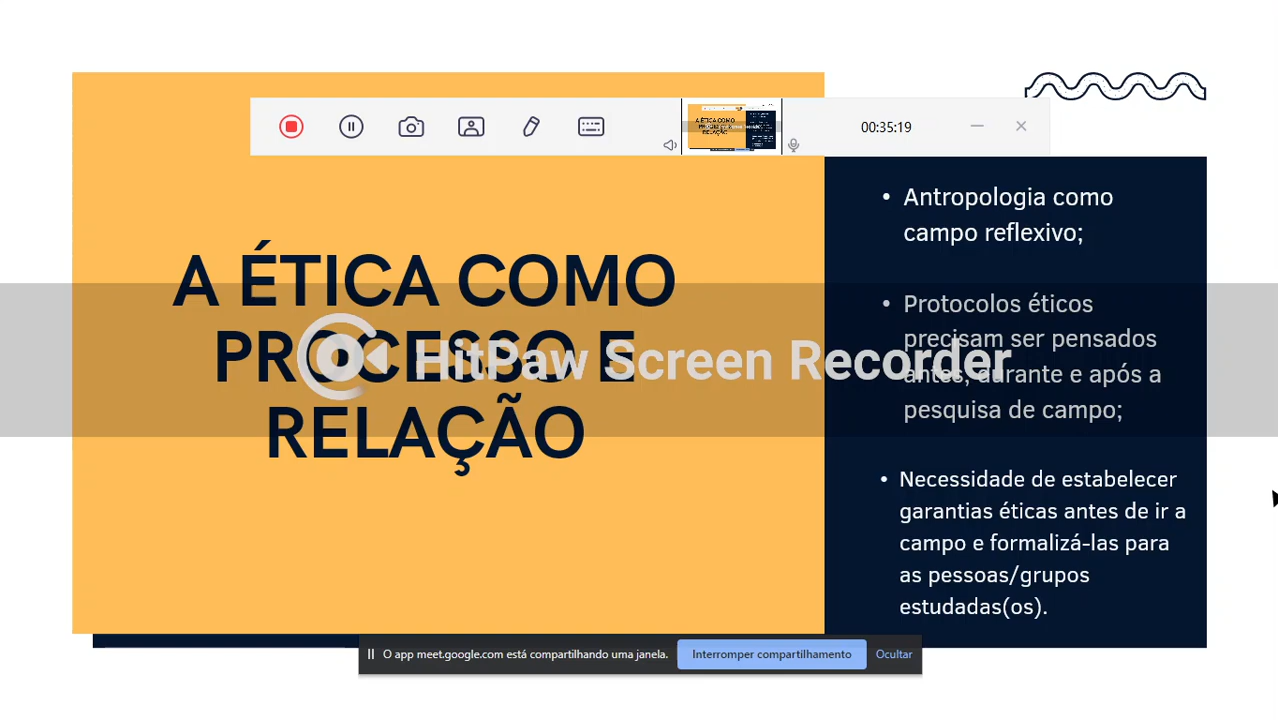 00:35:19
A ÉTICA COMO
PROCESSO E
RELAÇÃO
HitPaw Screen Recorder
• Antropologia como
campo reflexivo;
• Protocolos éticos
precisam ser pensados
antes, durante e após a
pesquisa de campo;
• Necessidade de estabelecer
garantias éticas antes de ir a
campo e formalizá-las para
as pessoas/grupos
estudadas(os).
O app meet.google.com está compartilhando uma janela. Interromper compartilhamento Ocultar